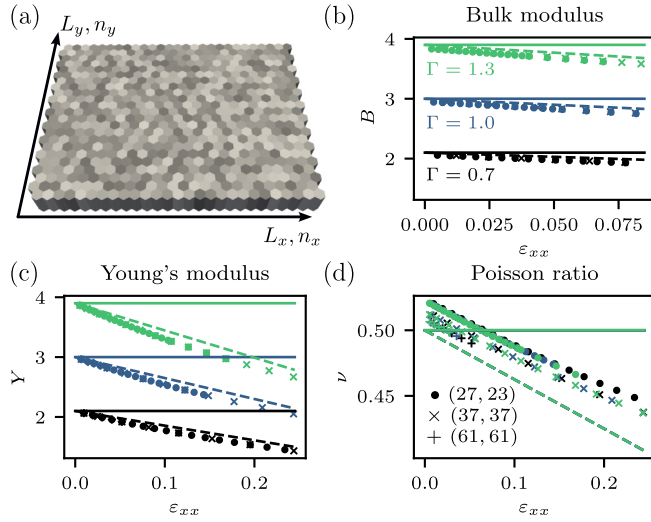 (a)
L_y, n_y
L_x, n_x
(b)
Bulk modulus
4
3
2
B
Γ = 1.3
Γ = 1.0
Γ = 0.7
0.000 0.025 0.050 0.075
ε_xx
(c)
Young's modulus
4
3
2
Y
0.0 0.1 0.2
ε_xx
(d)
Poisson ratio
0.50
0.45
ν
(27, 23)
(37, 37)
(61, 61)
0.0 0.1 0.2
ε_xx